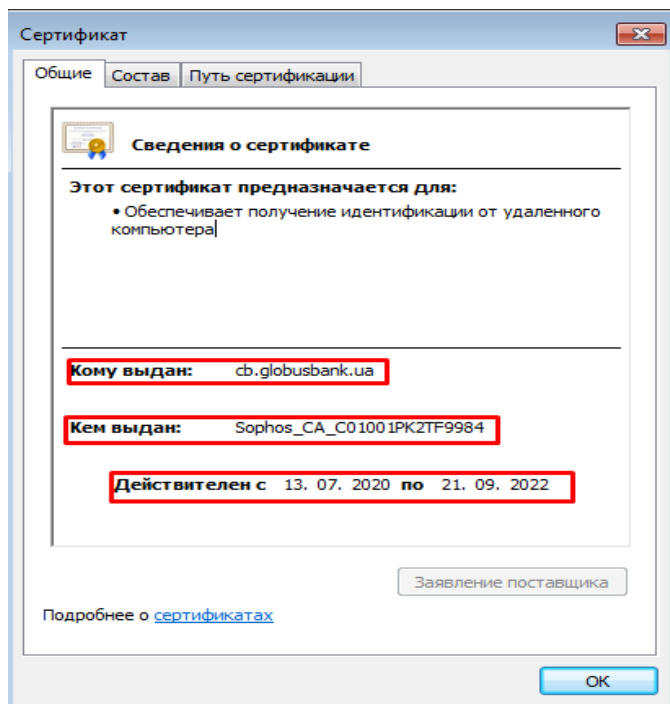 Сертификат
Общие Состав Путь сертификации
Сведения о сертификате
Этот сертификат предназначается для:
• Обеспечивает получение идентификации от удаленного
компьютера
Кому выдан: cb.globusbank.ua
Кем выдан: Sophos_CA_C01001PK2TF9984
Действителен с 13. 07. 2020 по 21. 09. 2022
Заявление поставщика
Подробнее о сертификатах
ОК